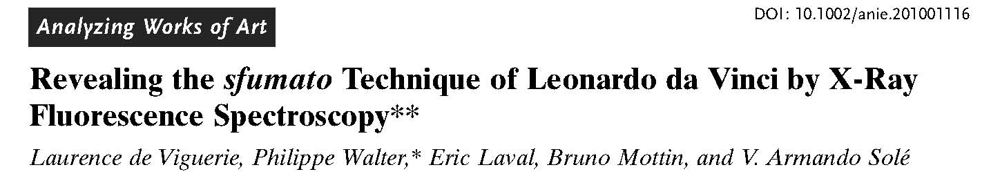 Analyzing Works of Art
DOI: 10.1002/anie.201001116
Revealing the sfumato Technique of Leonardo da Vinci by X-Ray
Fluorescence Spectroscopy**
Laurence de Viguerie, Philippe Walter,* Eric Laval, Bruno Mottin, and V. Armando Solé